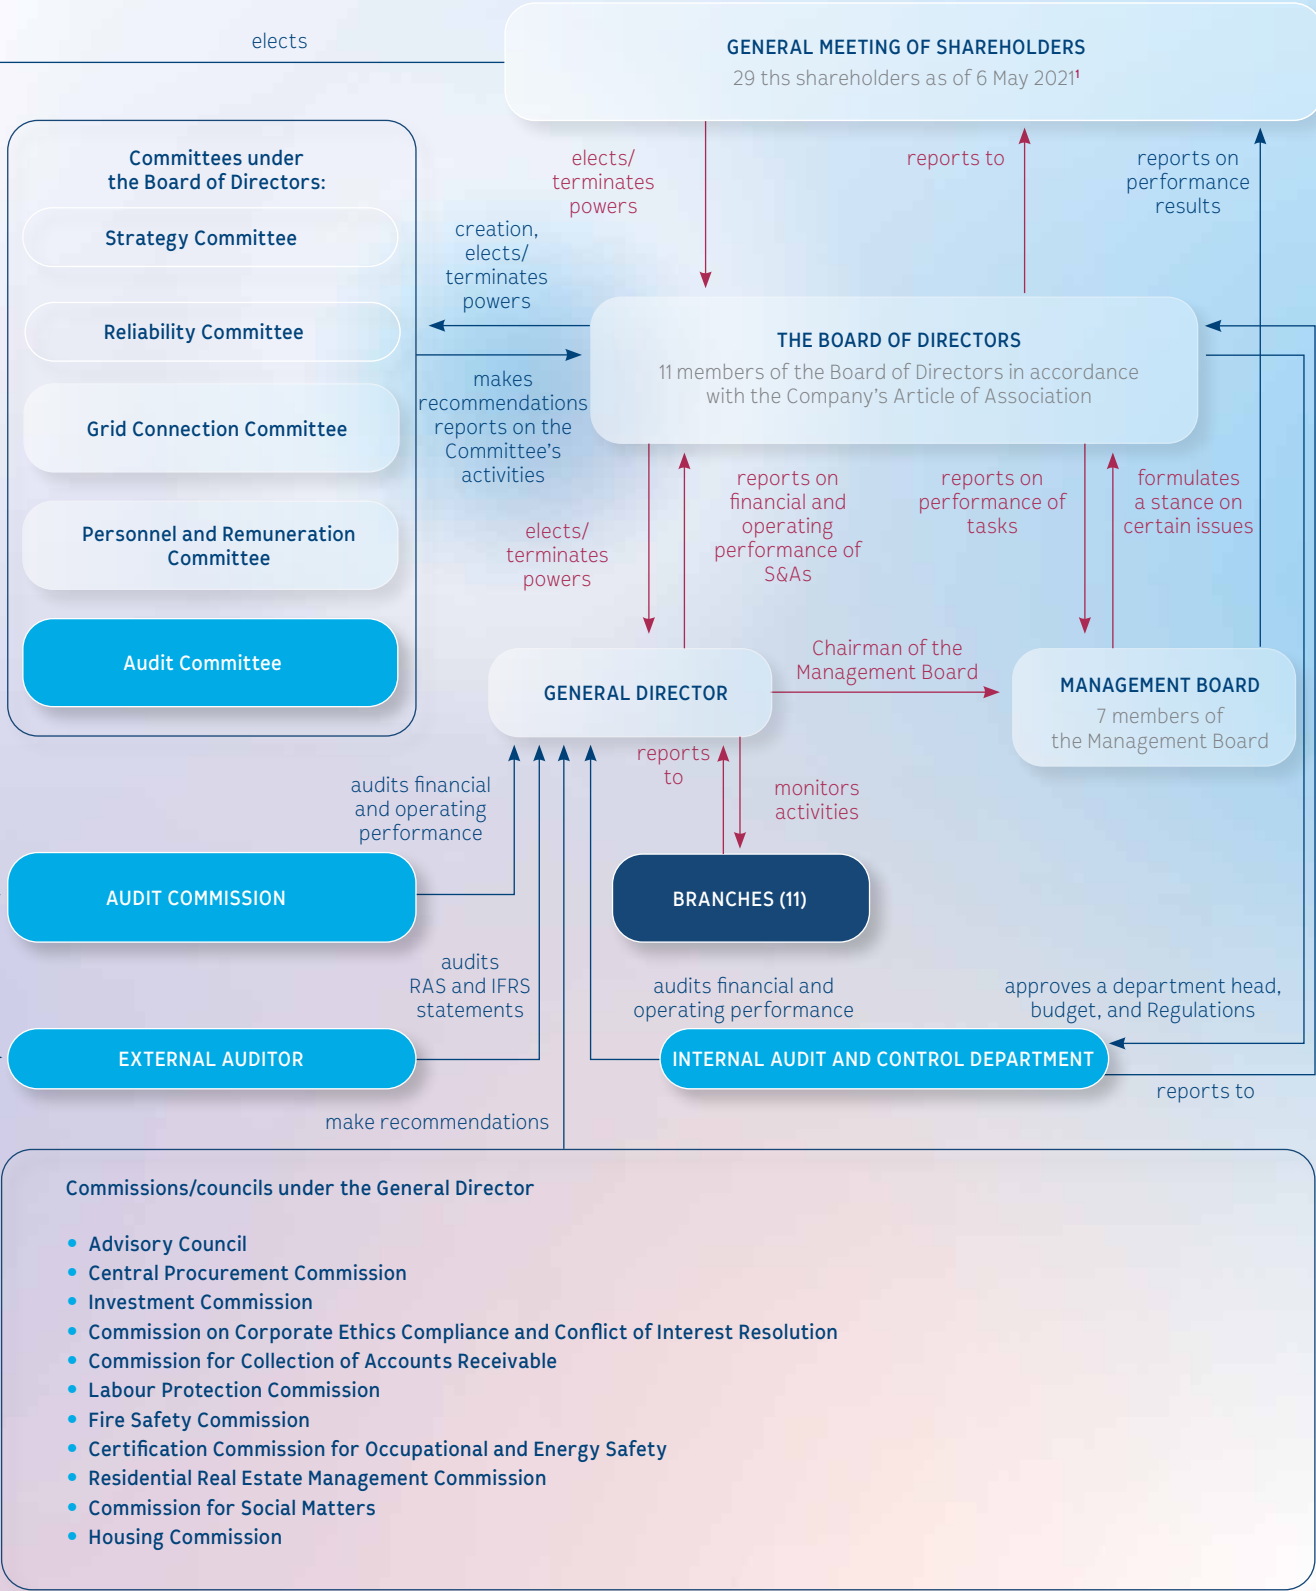 elects
GENERAL MEETING OF SHAREHOLDERS
29 ths shareholders as of 6 May 2021¹
Committees under
the Board of Directors:
Strategy Committee
Reliability Committee
Grid Connection Committee
Personnel and Remuneration
Committee
Audit Committee
elects/
terminates
powers
reports to
reports on
performance
results
creation,
elects/
terminates
powers
makes
recommendations
reports on the
Committee's
activities
THE BOARD OF DIRECTORS
11 members of the Board of Directors in accordance
with the Company's Article of Association
elects/
terminates
powers
reports on
financial and
operating
performance of
S&As
reports on
performance of
tasks
formulates
a stance on
certain issues
GENERAL DIRECTOR
Chairman of the
Management Board
MANAGEMENT BOARD
7 members of
the Management Board
audits financial
and operating
performance
reports
to
monitors
activities
AUDIT COMMISSION
BRANCHES (11)
audits
RAS and IFRS
statements
audits financial and
operating performance
approves a department head,
budget, and Regulations
EXTERNAL AUDITOR
INTERNAL AUDIT AND CONTROL DEPARTMENT
reports to
make recommendations
Commissions/councils under the General Director
• Advisory Council
• Central Procurement Commission
• Investment Commission
• Commission on Corporate Ethics Compliance and Conflict of Interest Resolution
• Commission for Collection of Accounts Receivable
• Labour Protection Commission
• Fire Safety Commission
• Certification Commission for Occupational and Energy Safety
• Residential Real Estate Management Commission
• Commission for Social Matters
• Housing Commission